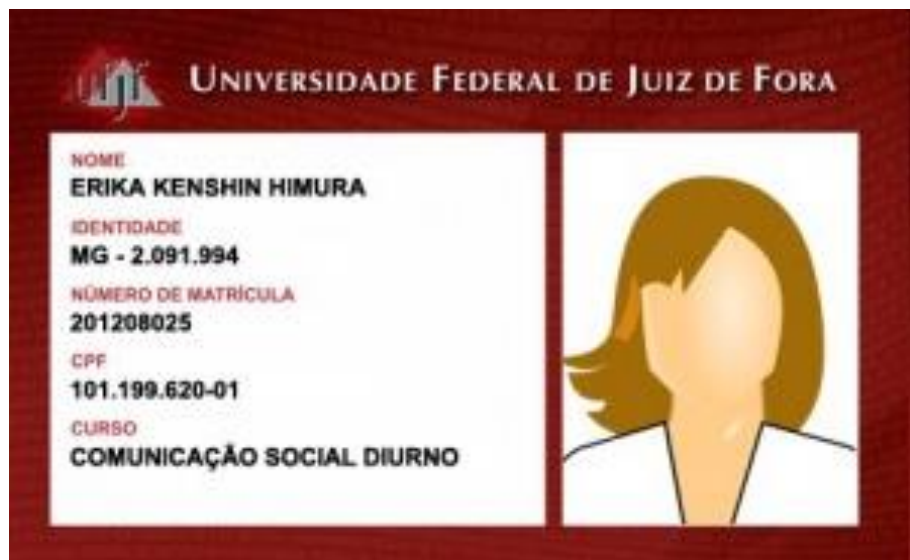 ufjf
UNIVERSIDADE FEDERAL DE JUIZ DE FORA
NOME
ERIKA KENSHIN HIMURA
IDENTIDADE
MG - 2.091.994
NÚMERO DE MATRÍCULA
201208025
CPF
101.199.620-01
CURSO
COMUNICAÇÃO SOCIAL DIURNO